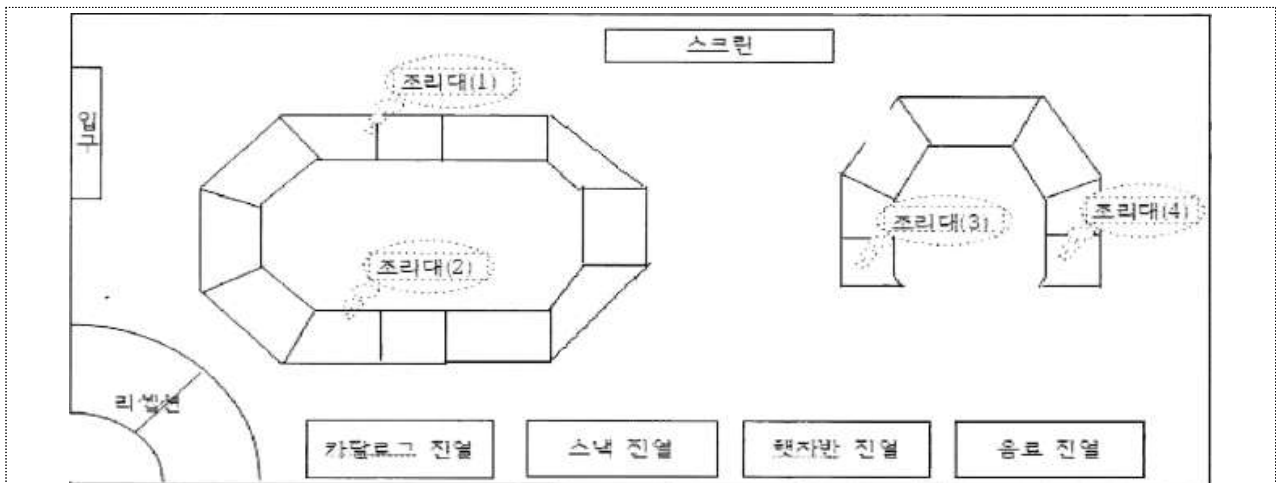 스크린
조리대(1)
입구
조리대(3)
조리대(4)
조리대(2)
리셉션
카달로그 진열
스낵 진열
햇자반 진열
음료 진열